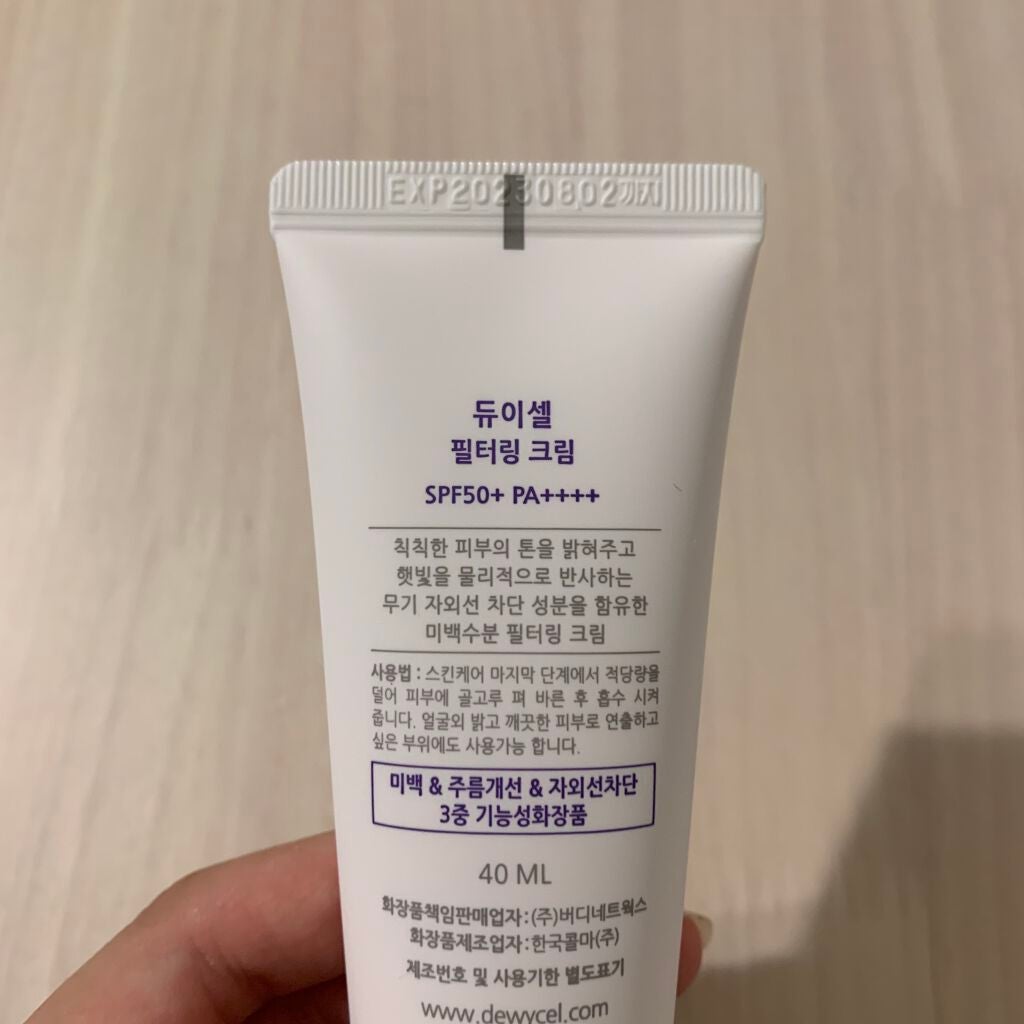 EXP20230802까지
듀이셀
필터링 크림
SPF50+ PA++++
칙칙한 피부의 톤을 밝혀주고
햇빛을 물리적으로 반사하는
무기 자외선 차단 성분을 함유한
미백수분 필터링 크림
사용법 : 스킨케어 마지막 단계에서 적당량을
덜어 피부에 골고루 펴 바른 후 흡수 시켜
줍니다. 얼굴외 밝고 깨끗한 피부로 연출하고
싶은 부위에도 사용가능 합니다.
미백 & 주름개선 & 자외선차단
3중 기능성화장품
40 ML
화장품책임판매업자:(주)버디네트웍스
화장품제조업자:한국콜마(주)
제조번호 및 사용기한 별도표기
www.dewycel.com